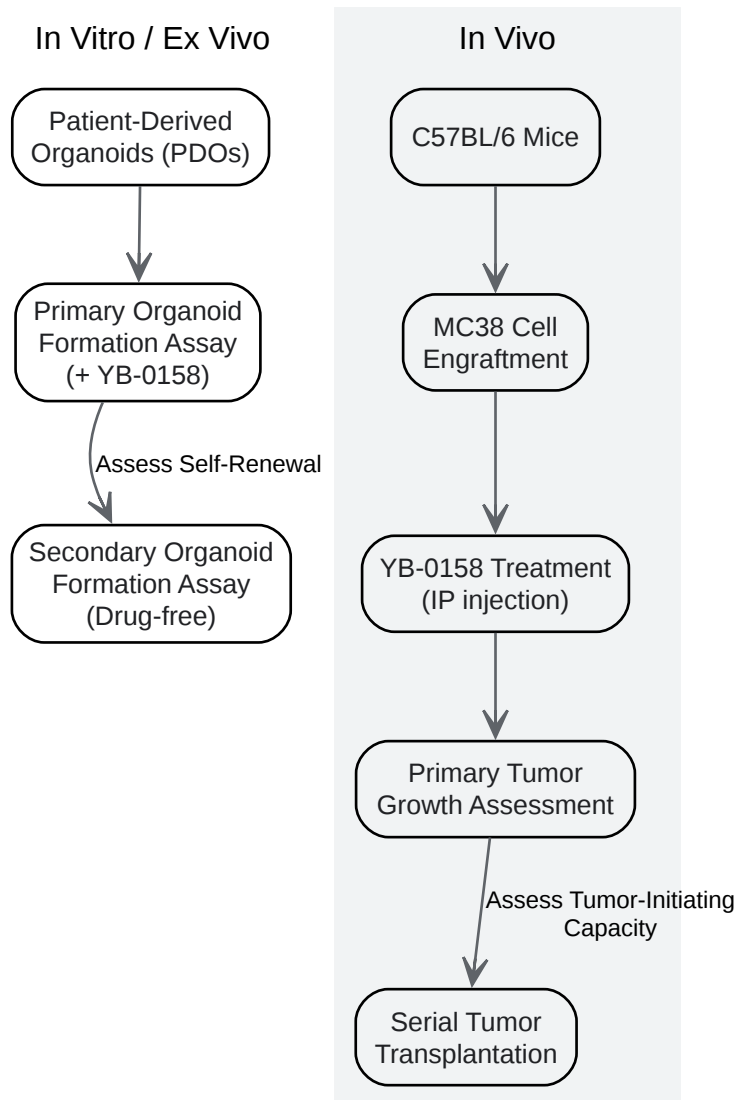 In Vitro / Ex Vivo
Patient-Derived
Organoids (PDOs)
Primary Organoid
Formation Assay
(+ YB-0158)
Assess Self-Renewal
Secondary Organoid
Formation Assay
(Drug-free)
In Vivo
C57BL/6 Mice
MC38 Cell
Engraftment
YB-0158 Treatment
(IP injection)
Primary Tumor
Growth Assessment
Assess Tumor-Initiating
Capacity
Serial Tumor
Transplantation